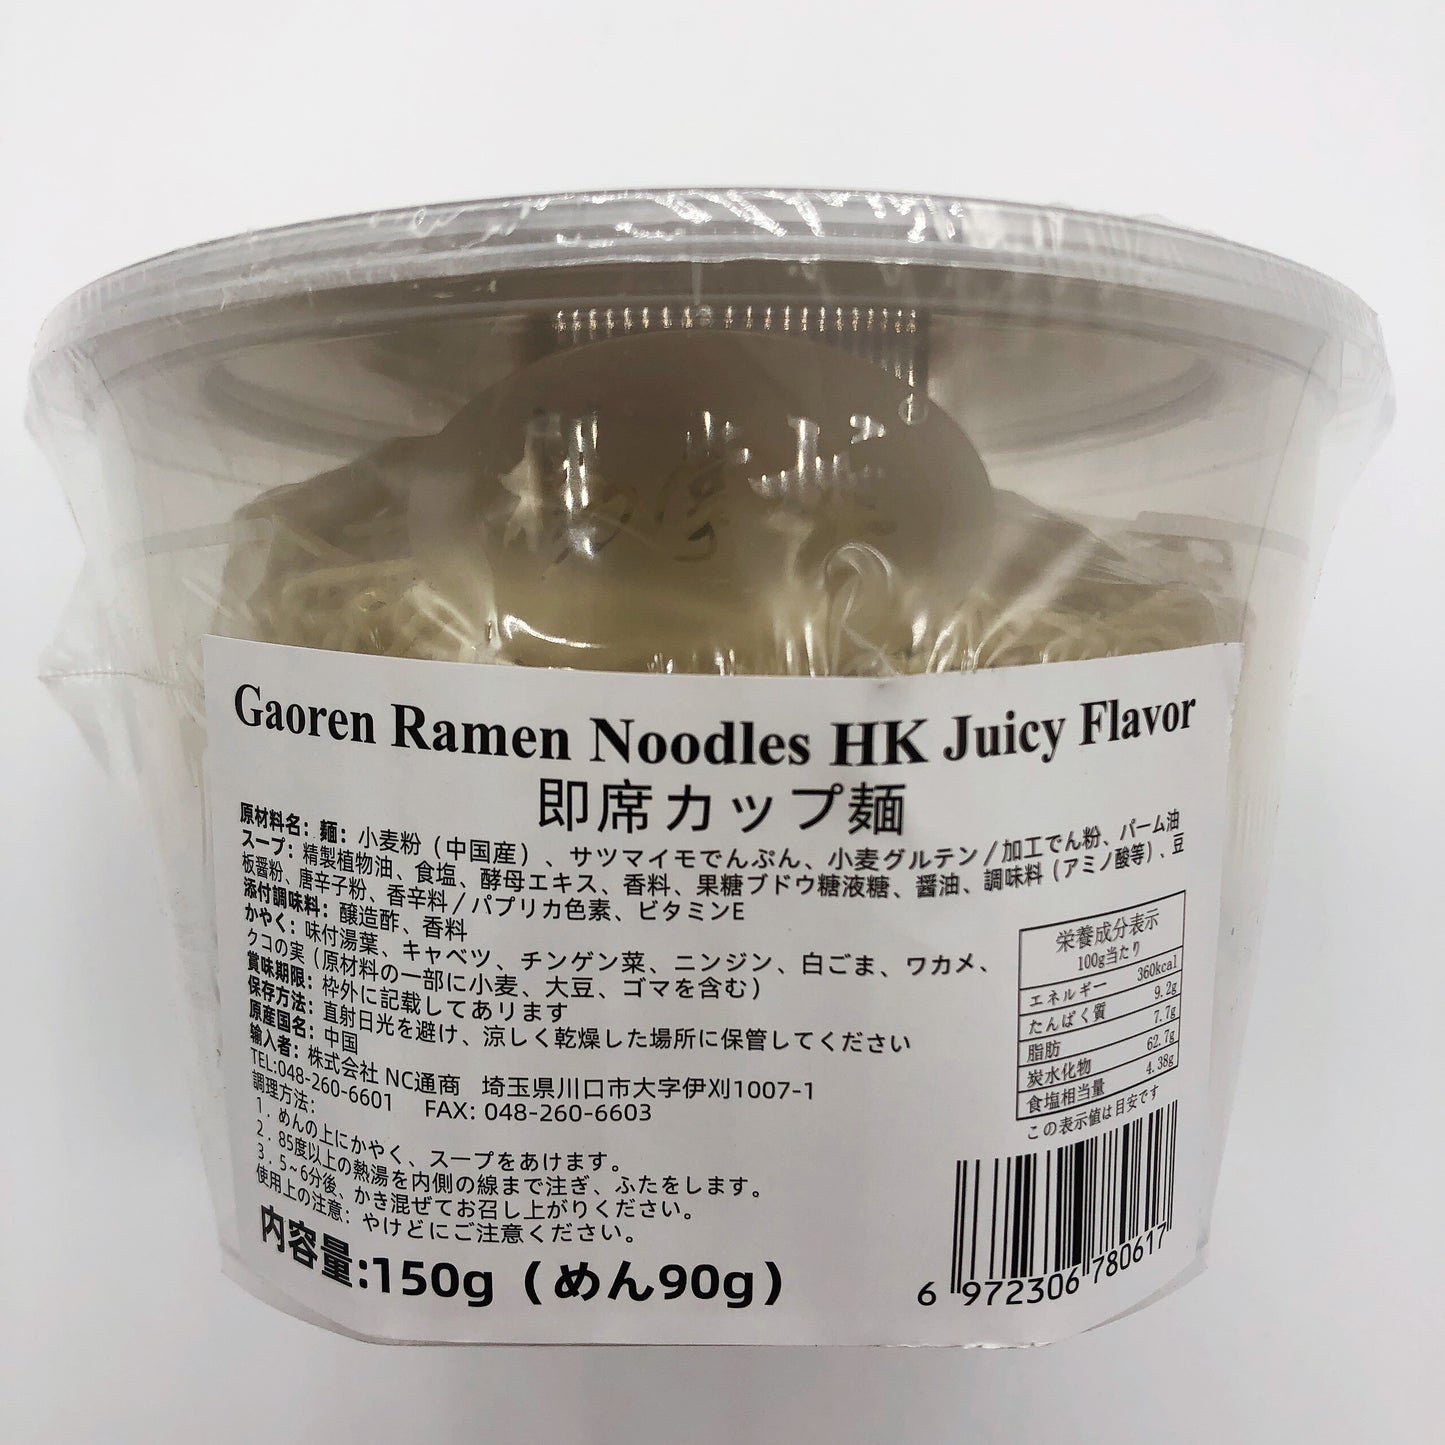 Gaoren Ramen Noodles HK Juicy Flavor
即席カップ麺
原材料名：麺：小麦粉（中国産）、サツマイモでんぷん、小麦グルテン/加工でん粉、パーム油
スープ：精製植物油、食塩、酵母エキス、香料、果糖ブドウ糖液糖、醤油、調味料（アミノ酸等）、豆
板醤粉、唐辛子粉、香辛料/パプリカ色素、ビタミンE
添付調味料：醸造酢、香料
かやく：味付湯葉、キャベツ、チンゲン菜、ニンジン、白ごま、ワカメ、
クコの実（原材料の一部に小麦、大豆、ゴマを含む）
賞味期限：枠外に記載してあリます
保存方法：直射日光を避け、涼しく乾燥した場所に保管してください
原産国名：中国
輸入者：株式会社 NC通商 埼玉県川口市大字伊刈1007-1
TEL:048-260-6601 FAX: 048-260-6603
調理方法：
1．めんの上にかやく、スープをあけます。
2．85度以上の熱湯を内側の線まで注ぎ、ふたをします。
3．5~6分後、かき混ぜてお召し上がりください。
使用上の注意：やけどにご注意ください。
内容量:150g（めん90g）
栄養成分表示
100g当たり
エネルギー 360kcal
たんぱく質 9.2g
脂肪 7.7g
炭水化物 62.7g
食塩相当量 4.38g
この表示値は目安です
6 972306 780617